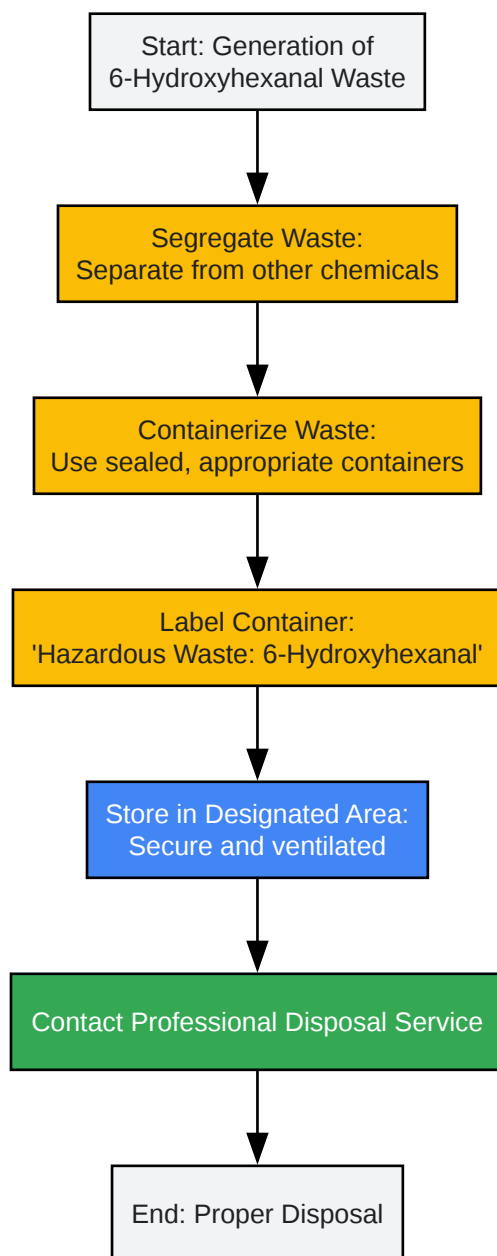 Start: Generation of
6-Hydroxyhexanal Waste
Segregate Waste:
Separate from other chemicals
Containerize Waste:
Use sealed, appropriate containers
Label Container:
'Hazardous Waste: 6-Hydroxyhexanal'
Store in Designated Area:
Secure and ventilated
Contact Professional Disposal Service
End: Proper Disposal